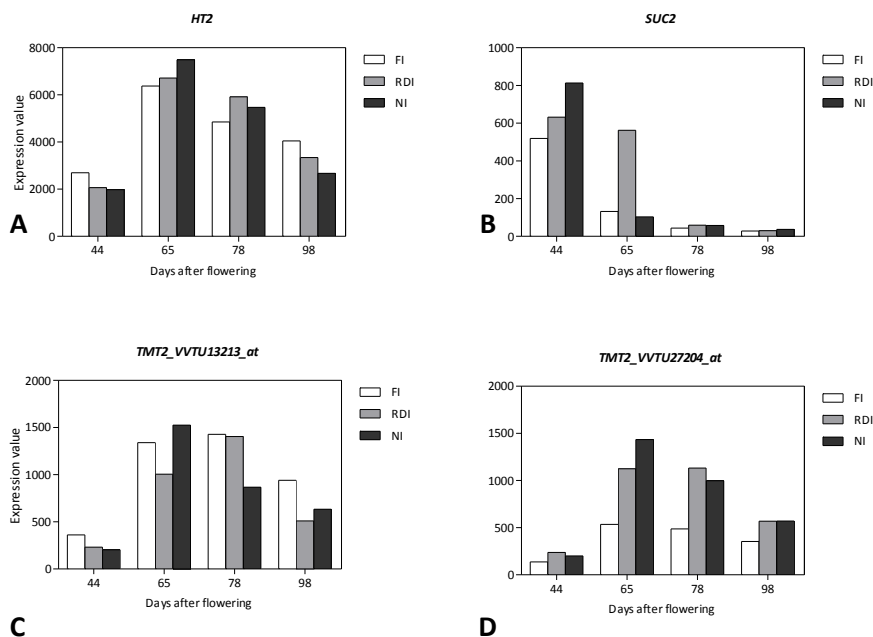 HT2
8000
6000
4000
2000
0
Expression value
44 65 78 98
Days after flowering
FI
RDI
NI
A
SUC2
1000
800
600
400
200
0
44 65 78 98
Days after flowering
FI
RDI
NI
B
TMT2_VVTU13213_at
2000
1500
1000
500
0
Expression value
44 65 78 98
Days after flowering
FI
RDI
NI
C
TMT2_VVTU27204_at
2000
1500
1000
500
0
44 65 78 98
Days after flowering
FI
RDI
NI
D